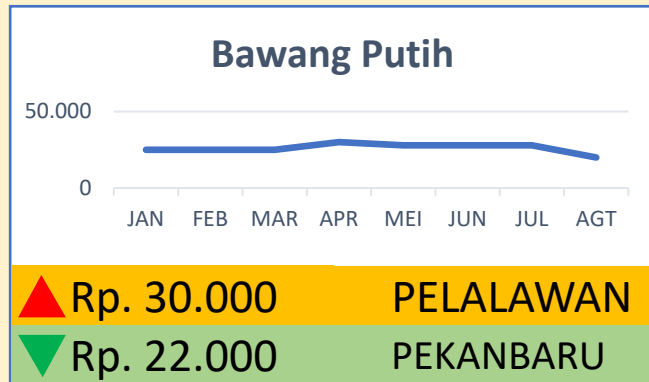 Bawang Putih
50.000
0
JAN FEB MAR APR MEI JUN JUL AGT
Rp. 30.000 PELALAWAN
Rp. 22.000 PEKANBARU